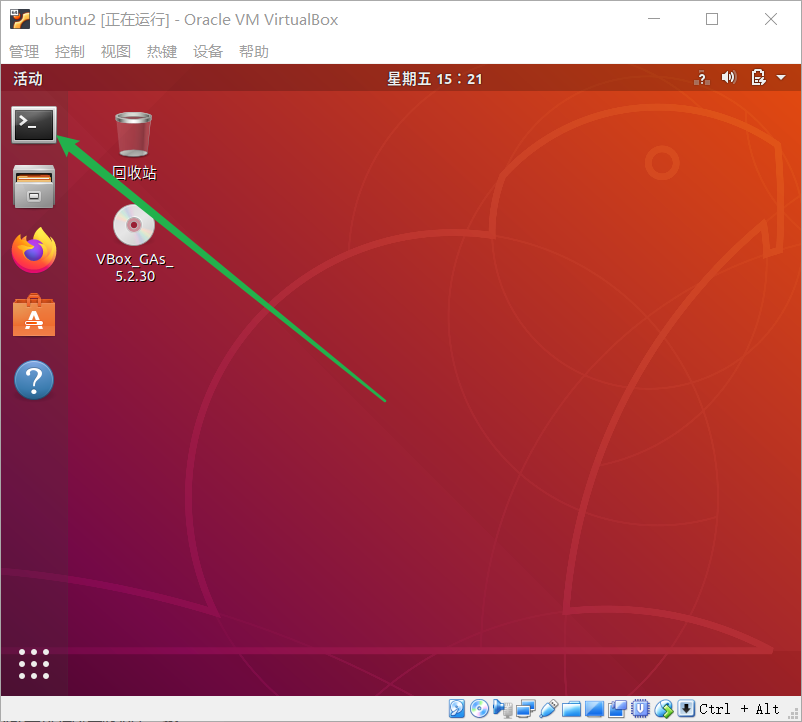 ubuntu2 [正在运行] - Oracle VM VirtualBox
管理 控制 视图 热键 设备 帮助
活动 星期五 15：21 ?
>_
回收站
VBox_GAs_
5.2.30
A
?
Ctrl + Alt